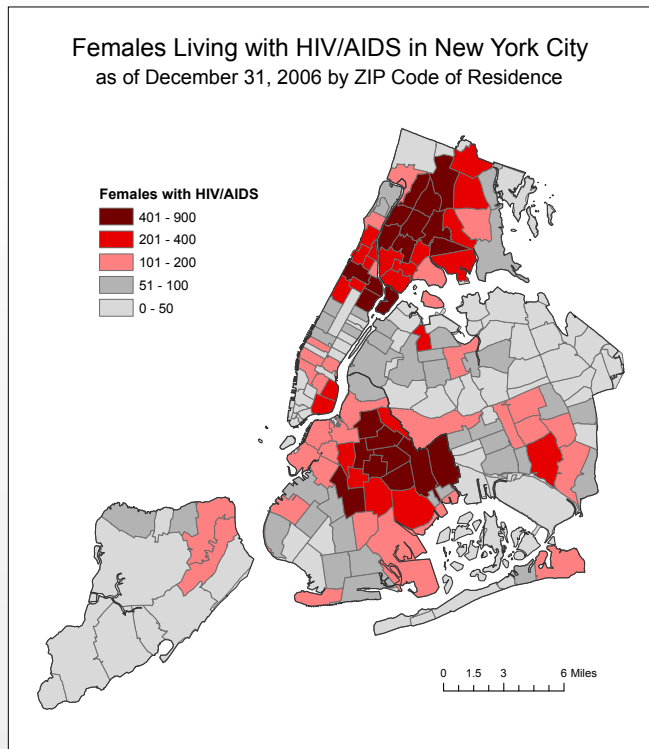 Females Living with HIV/AIDS in New York City
as of December 31, 2006 by ZIP Code of Residence
Females with HIV/AIDS
401 - 900
201 - 400
101 - 200
51 - 100
0 - 50
0 1.5 3 6 Miles